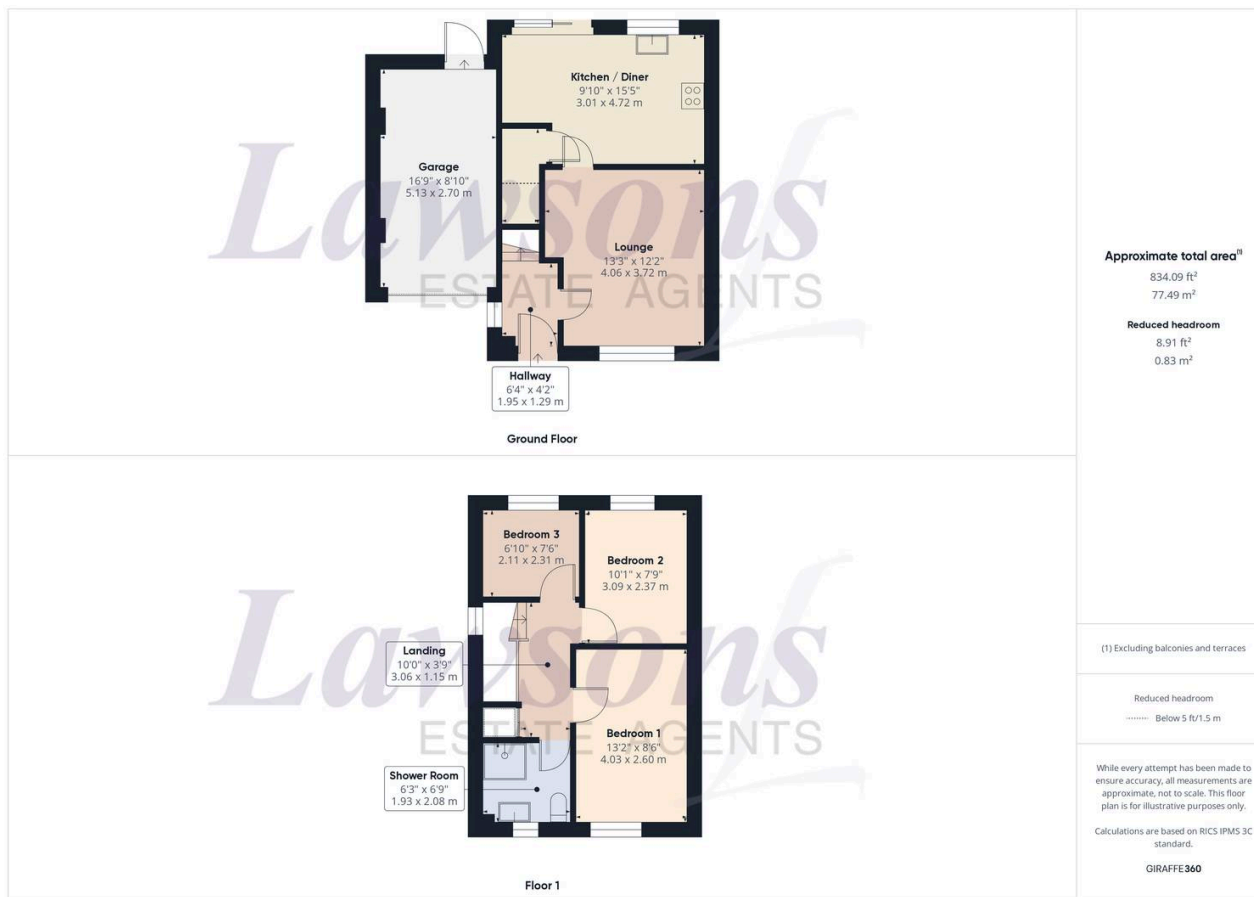 Kitchen / Diner
9'10" x 15'5"
3.01 x 4.72 m
Garage
16'9" x 8'10"
5.13 x 2.70 m
Lounge
13'3" x 12'2"
4.06 x 3.72 m
Hallway
6'4" x 4'2"
1.95 x 1.29 m
Lawsons
ESTATE AGENTS
Ground Floor
Bedroom 3
6'10" x 7'6"
2.11 x 2.31 m
Bedroom 2
10'1" x 7'9"
3.09 x 2.37 m
Landing
10'0" x 3'9"
3.06 x 1.15 m
Bedroom 1
13'2" x 8'6"
4.03 x 2.60 m
Shower Room
6'3" x 6'9"
1.93 x 2.08 m
Lawsons
ESTATE AGENTS
Floor 1
Approximate total area⁽¹⁾
834.09 ft²
77.49 m²
Reduced headroom
8.91 ft²
0.83 m²
(1) Excluding balconies and terraces
Reduced headroom
Below 5 ft/1.5 m
While every attempt has been made to
ensure accuracy, all measurements are
approximate, not to scale. This floor
plan is for illustrative purposes only.
Calculations are based on RICS IPMS 3C
standard.
GIRAFFE360